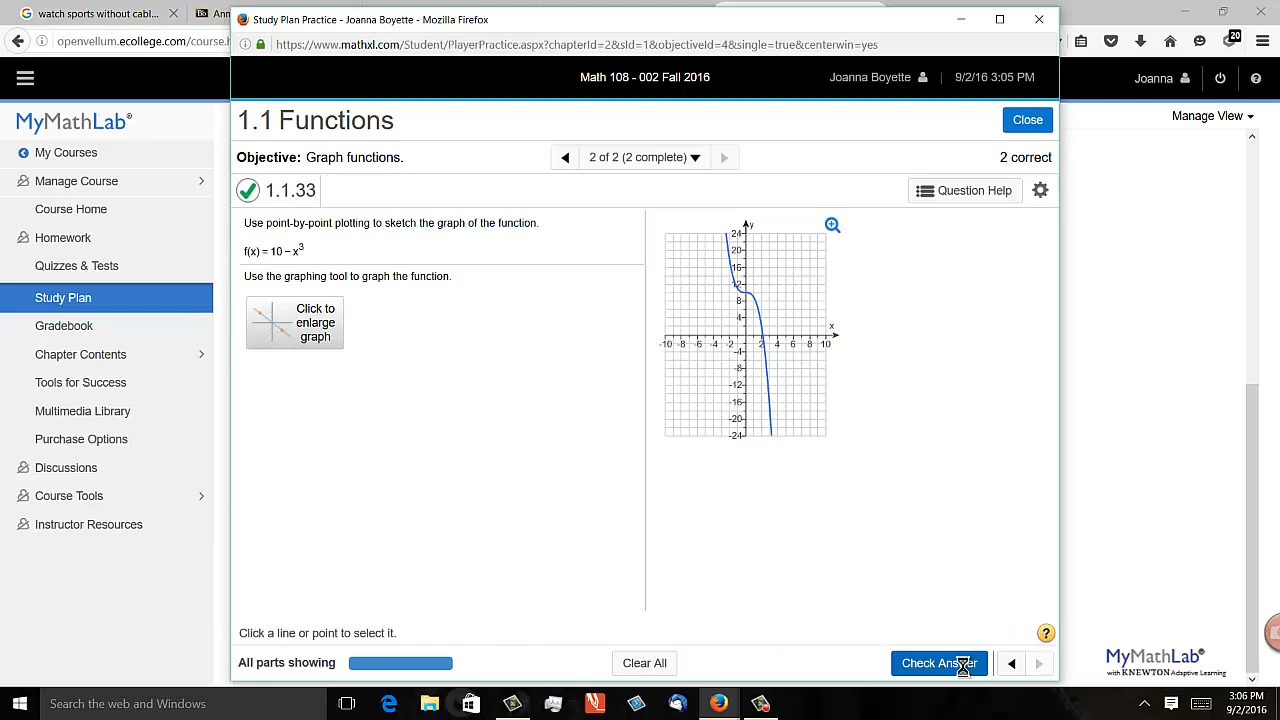 watch sports without cabl...
An
Study Plan Practice - Joanna Boyette - Mozilla Firefox
openvellum.ecollege.com/course.h
https://www.mathxl.com/Student/PlayerPractice.aspx?chapterId=2&sId=1&objectiveId=4&single=true&centerwin=yes
20
Math 108 - 002 Fall 2016
Joanna Boyette
9/2/16 3:05 PM
Joanna
MyMathLab®
1.1 Functions
Close
Manage View
My Courses
Objective: Graph functions.
2 of 2 (2 complete)
2 correct
Manage Course
1.1.33
Question Help
Course Home
Use point-by-point plotting to sketch the graph of the function.
Homework
f(x) = 10 − x³
Quizzes & Tests
Use the graphing tool to graph the function.
Study Plan
Click to
enlarge
graph
Gradebook
Chapter Contents
Tools for Success
Multimedia Library
Purchase Options
Discussions
Course Tools
Instructor Resources
y
24
20
16
12
8
4
x
-10 -8 -6 -4 -2 2 4 6 8 10
-4
-8
-12
-16
-20
-24
Click a line or point to select it.
?
All parts showing
Clear All
Check Answer
MyMathLab®
with KNEWTON Adaptive Learning
Search the web and Windows
3:06 PM
9/2/2016